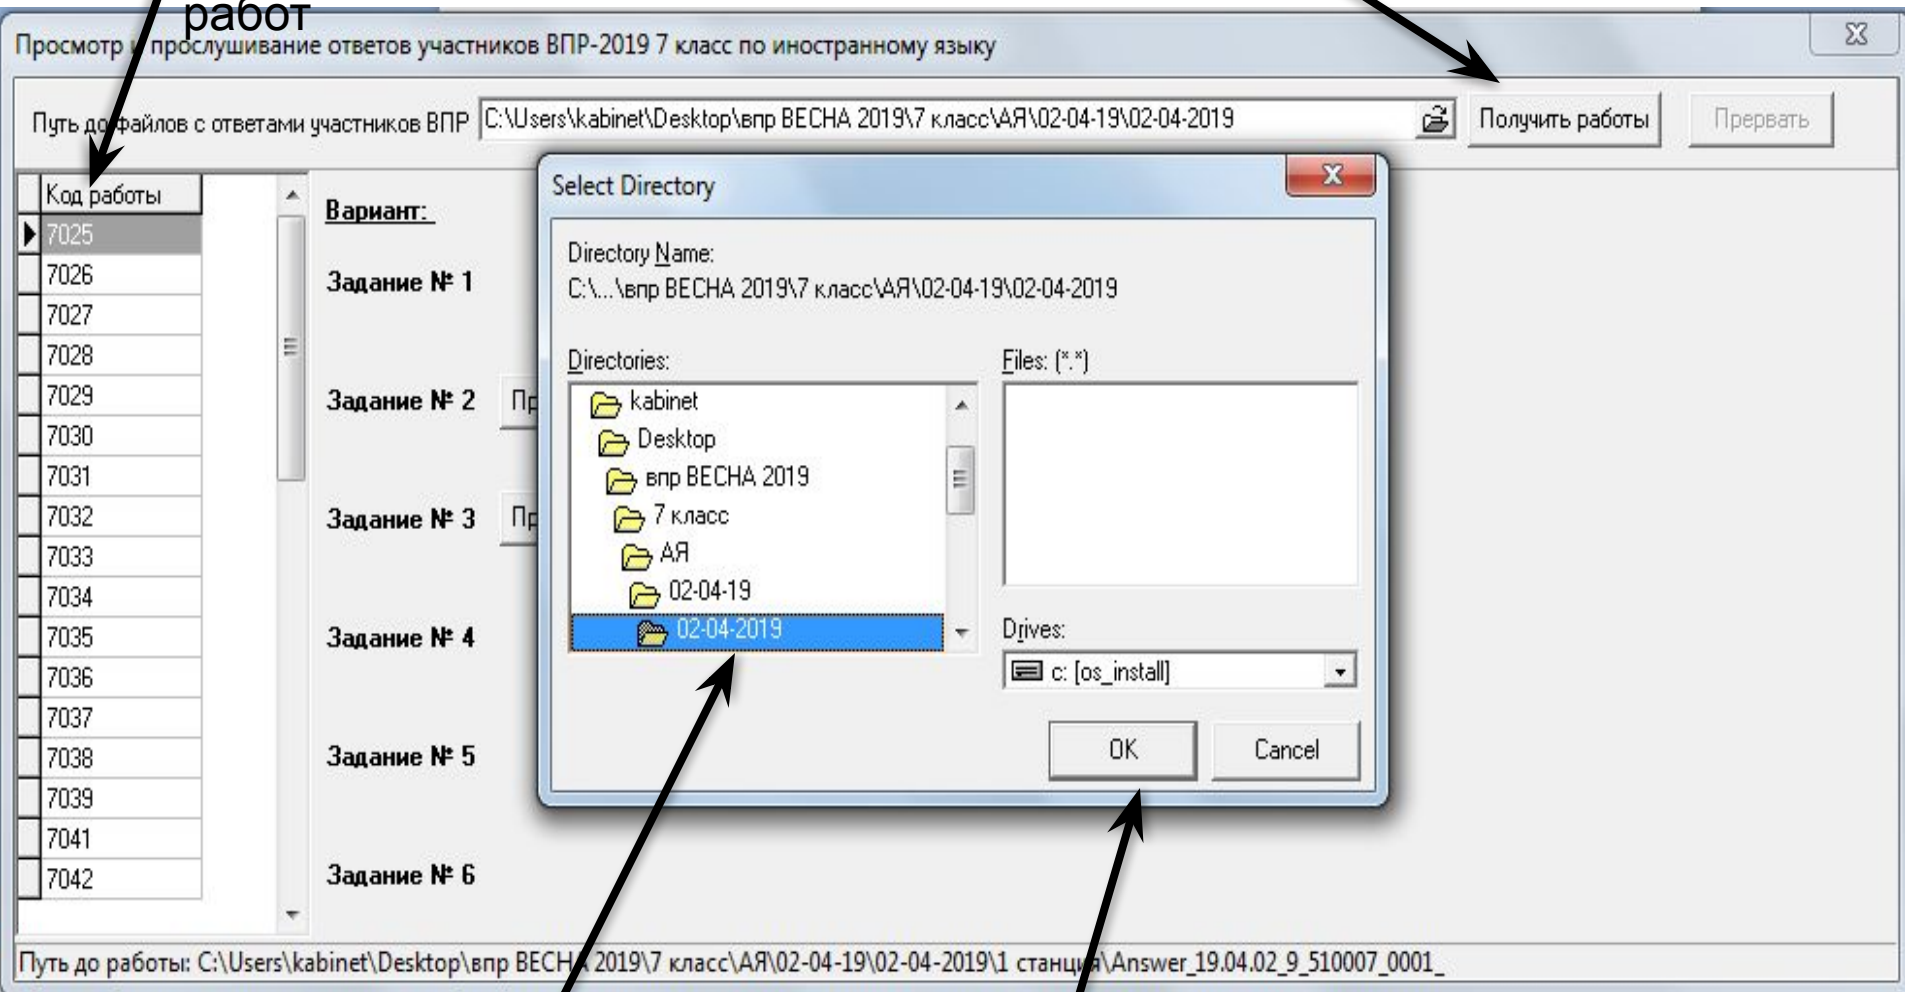 работ
Просмотр и прослушивание ответов участников ВПР-2019 7 класс по иностранному языку
Путь до файлов с ответами участников ВПР C:\Users\kabinet\Desktop\впр ВЕСНА 2019\7 класс\АЯ\02-04-19\02-04-2019 Получить работы Прервать
Код работы
7025
7026
7027
7028
7029
7030
7031
7032
7033
7034
7035
7036
7037
7038
7039
7041
7042
Вариант:
Задание № 1
Задание № 2 Пр
Задание № 3 Пр
Задание № 4
Задание № 5
Задание № 6
Select Directory
Directory Name:
C:\...\впр ВЕСНА 2019\7 класс\АЯ\02-04-19\02-04-2019
Directories:
kabinet
Desktop
впр ВЕСНА 2019
7 класс
АЯ
02-04-19
02-04-2019
Files: (*.*)
Drives:
c: [os_install]
OK Cancel
Путь до работы: C:\Users\kabinet\Desktop\впр ВЕСНА 2019\7 класс\АЯ\02-04-19\02-04-2019\1 станция\Answer_19.04.02_9_510007_0001_